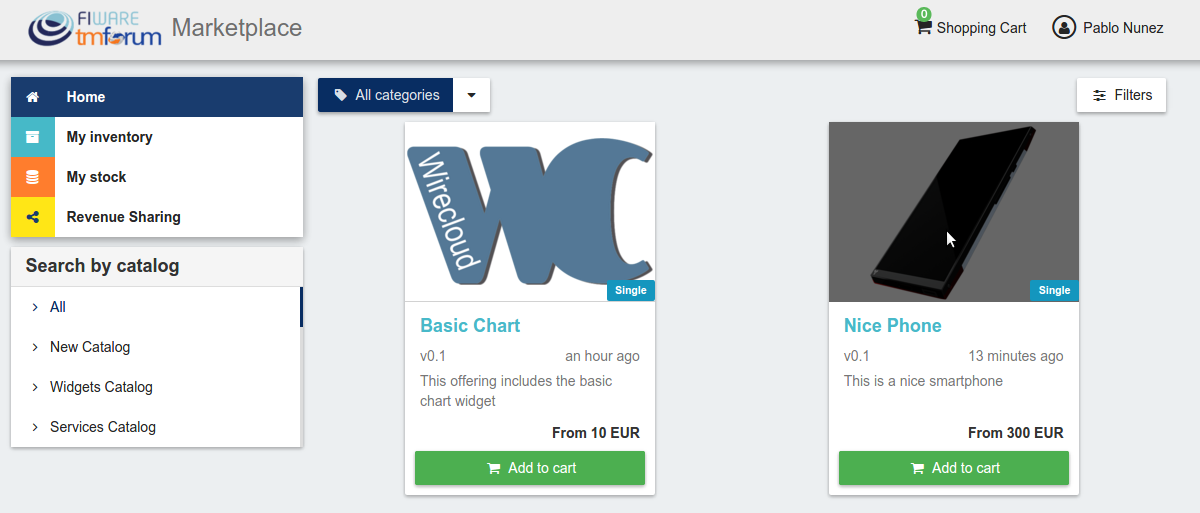 FIWARE
tmforum
Marketplace
0
Shopping Cart
Pablo Nunez
Home
My inventory
My stock
Revenue Sharing
Search by catalog
All
New Catalog
Widgets Catalog
Services Catalog
All categories
Filters
WC
Wirecloud
Single
Basic Chart
v0.1 an hour ago
This offering includes the basic
chart widget
From 10 EUR
Add to cart
Single
Nice Phone
v0.1 13 minutes ago
This is a nice smartphone
From 300 EUR
Add to cart